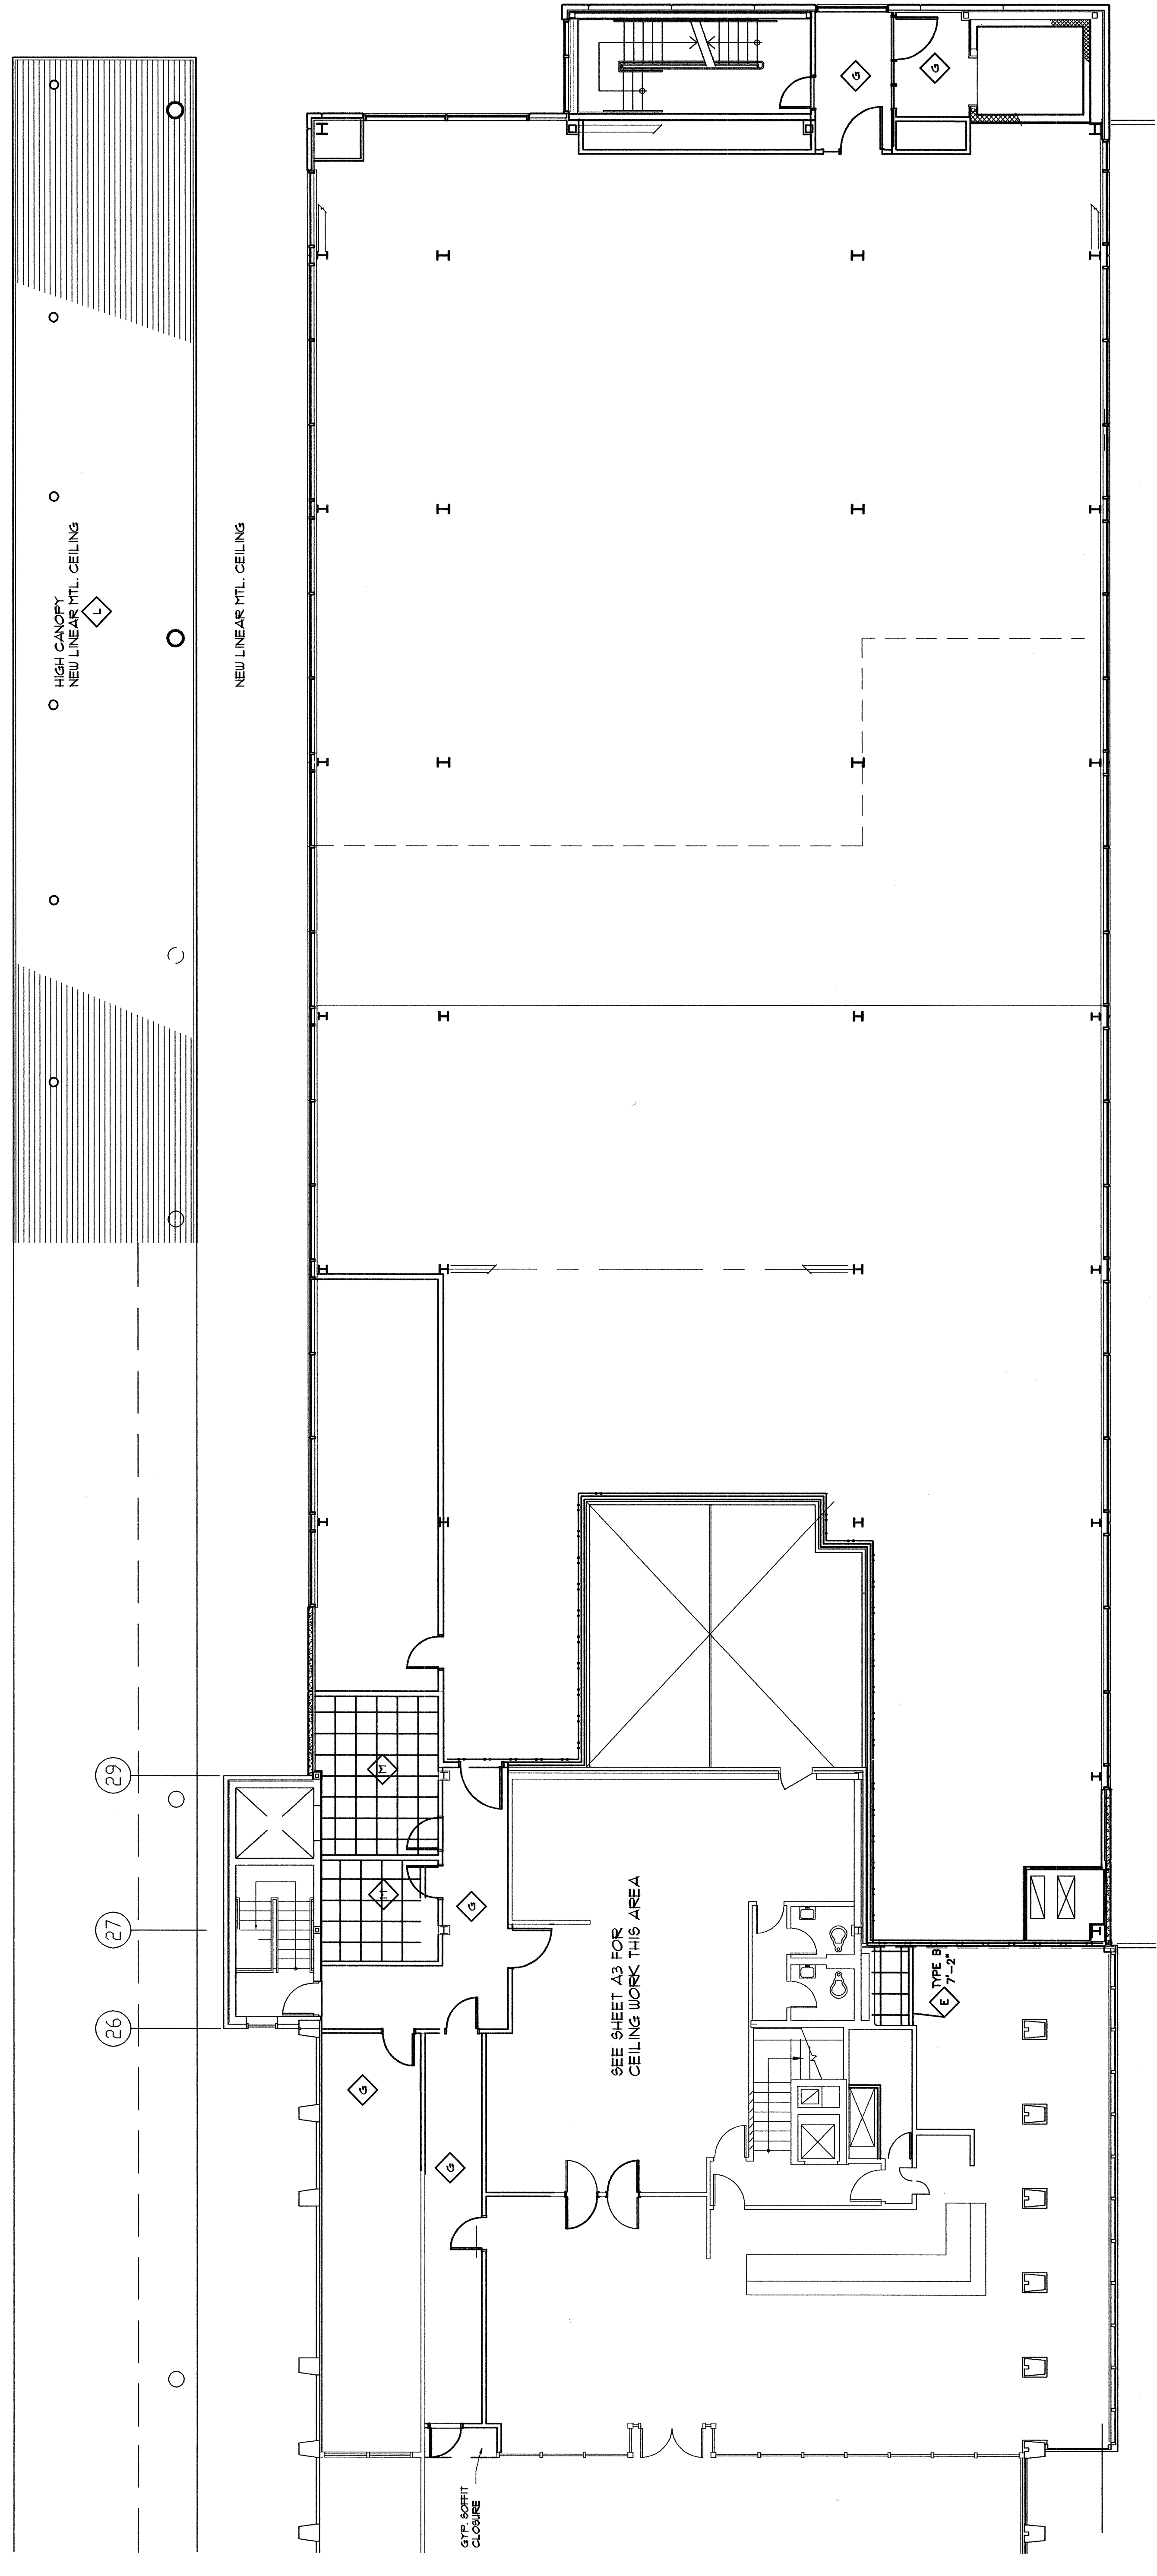 G
G
HIGH CANOPY
NEW LINEAR MTL. CEILING
L
NEW LINEAR MTL. CEILING
29
M
27
M
G
26
SEE SHEET A3 FOR
CEILING WORK THIS AREA
E
TYPE B
7'-2"
G
G
GYP. SOFFIT
CLOSURE